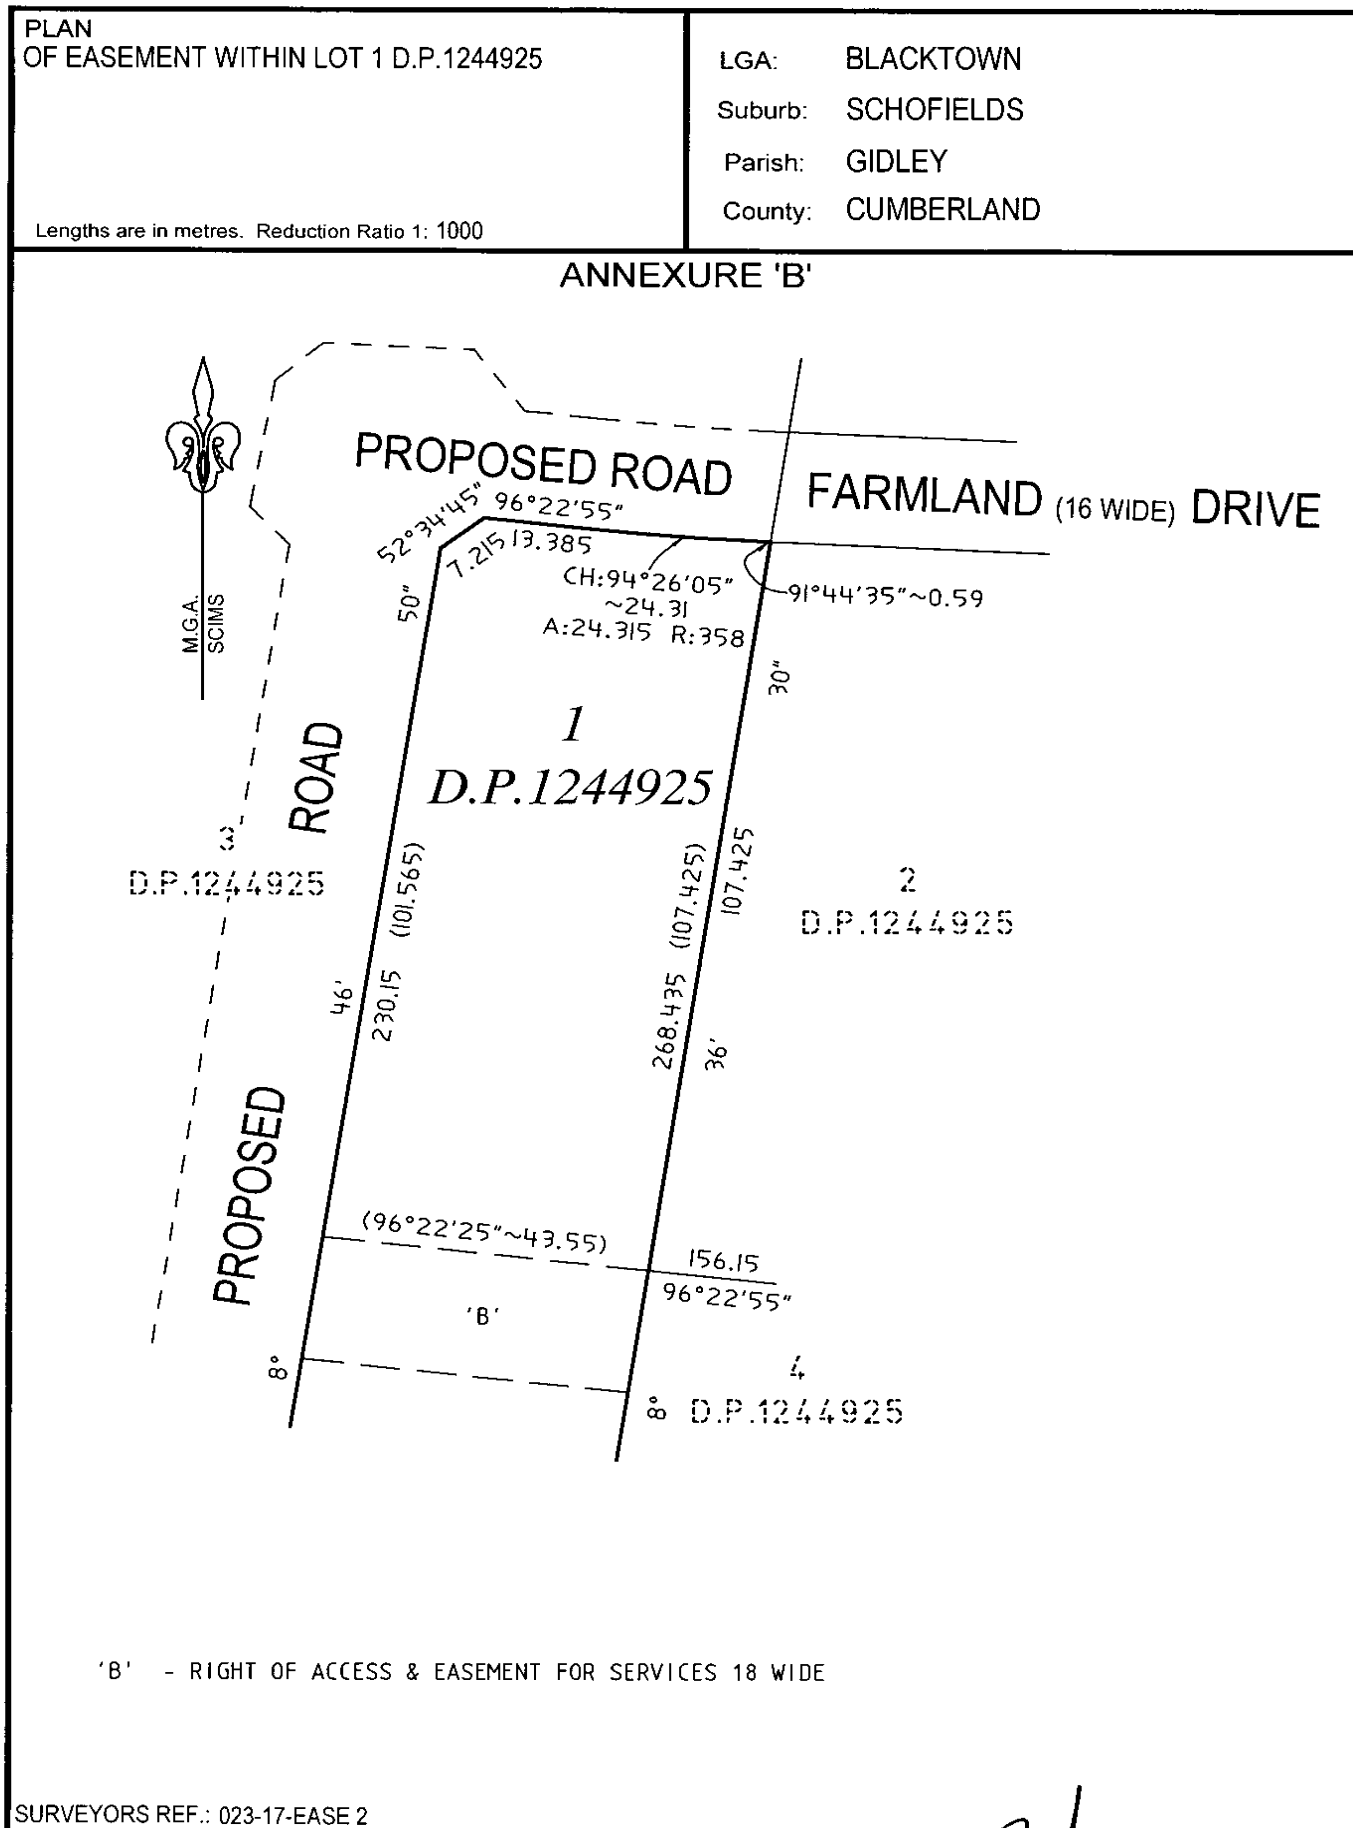 PLAN
OF EASEMENT WITHIN LOT 1 D.P.1244925
Lengths are in metres. Reduction Ratio 1: 1000
LGA: BLACKTOWN
Suburb: SCHOFIELDS
Parish: GIDLEY
County: CUMBERLAND
ANNEXURE 'B'
M.G.A.
SCIMS
PROPOSED ROAD
FARMLAND (16 WIDE) DRIVE
52°34'45"
7.215
96°22'55"
13.385
CH:94°26'05"
~24.31
A:24.315 R:358
91°44'35"~0.59
50"
30"
1
D.P.1244925
ROAD
3
D.P.1244925
(101.565)
(107.425)
107.425
2
D.P.1244925
46'
230.15
268.435
36'
PROPOSED
(96°22'25"~43.55)
156.15
96°22'55"
'B'
8°
8°
4
D.P.1244925
'B' - RIGHT OF ACCESS & EASEMENT FOR SERVICES 18 WIDE
SURVEYORS REF.: 023-17-EASE 2